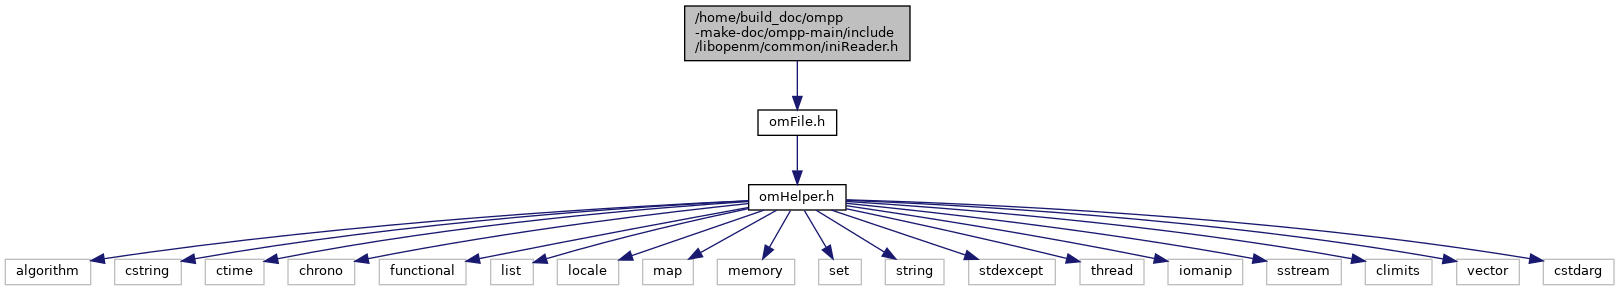 /home/build_doc/ompp
-make-doc/ompp-main/include
/libopenm/common/iniReader.h
omFile.h
omHelper.h
algorithm
cstring
ctime
chrono
functional
list
locale
map
memory
set
string
stdexcept
thread
iomanip
sstream
climits
vector
cstdarg